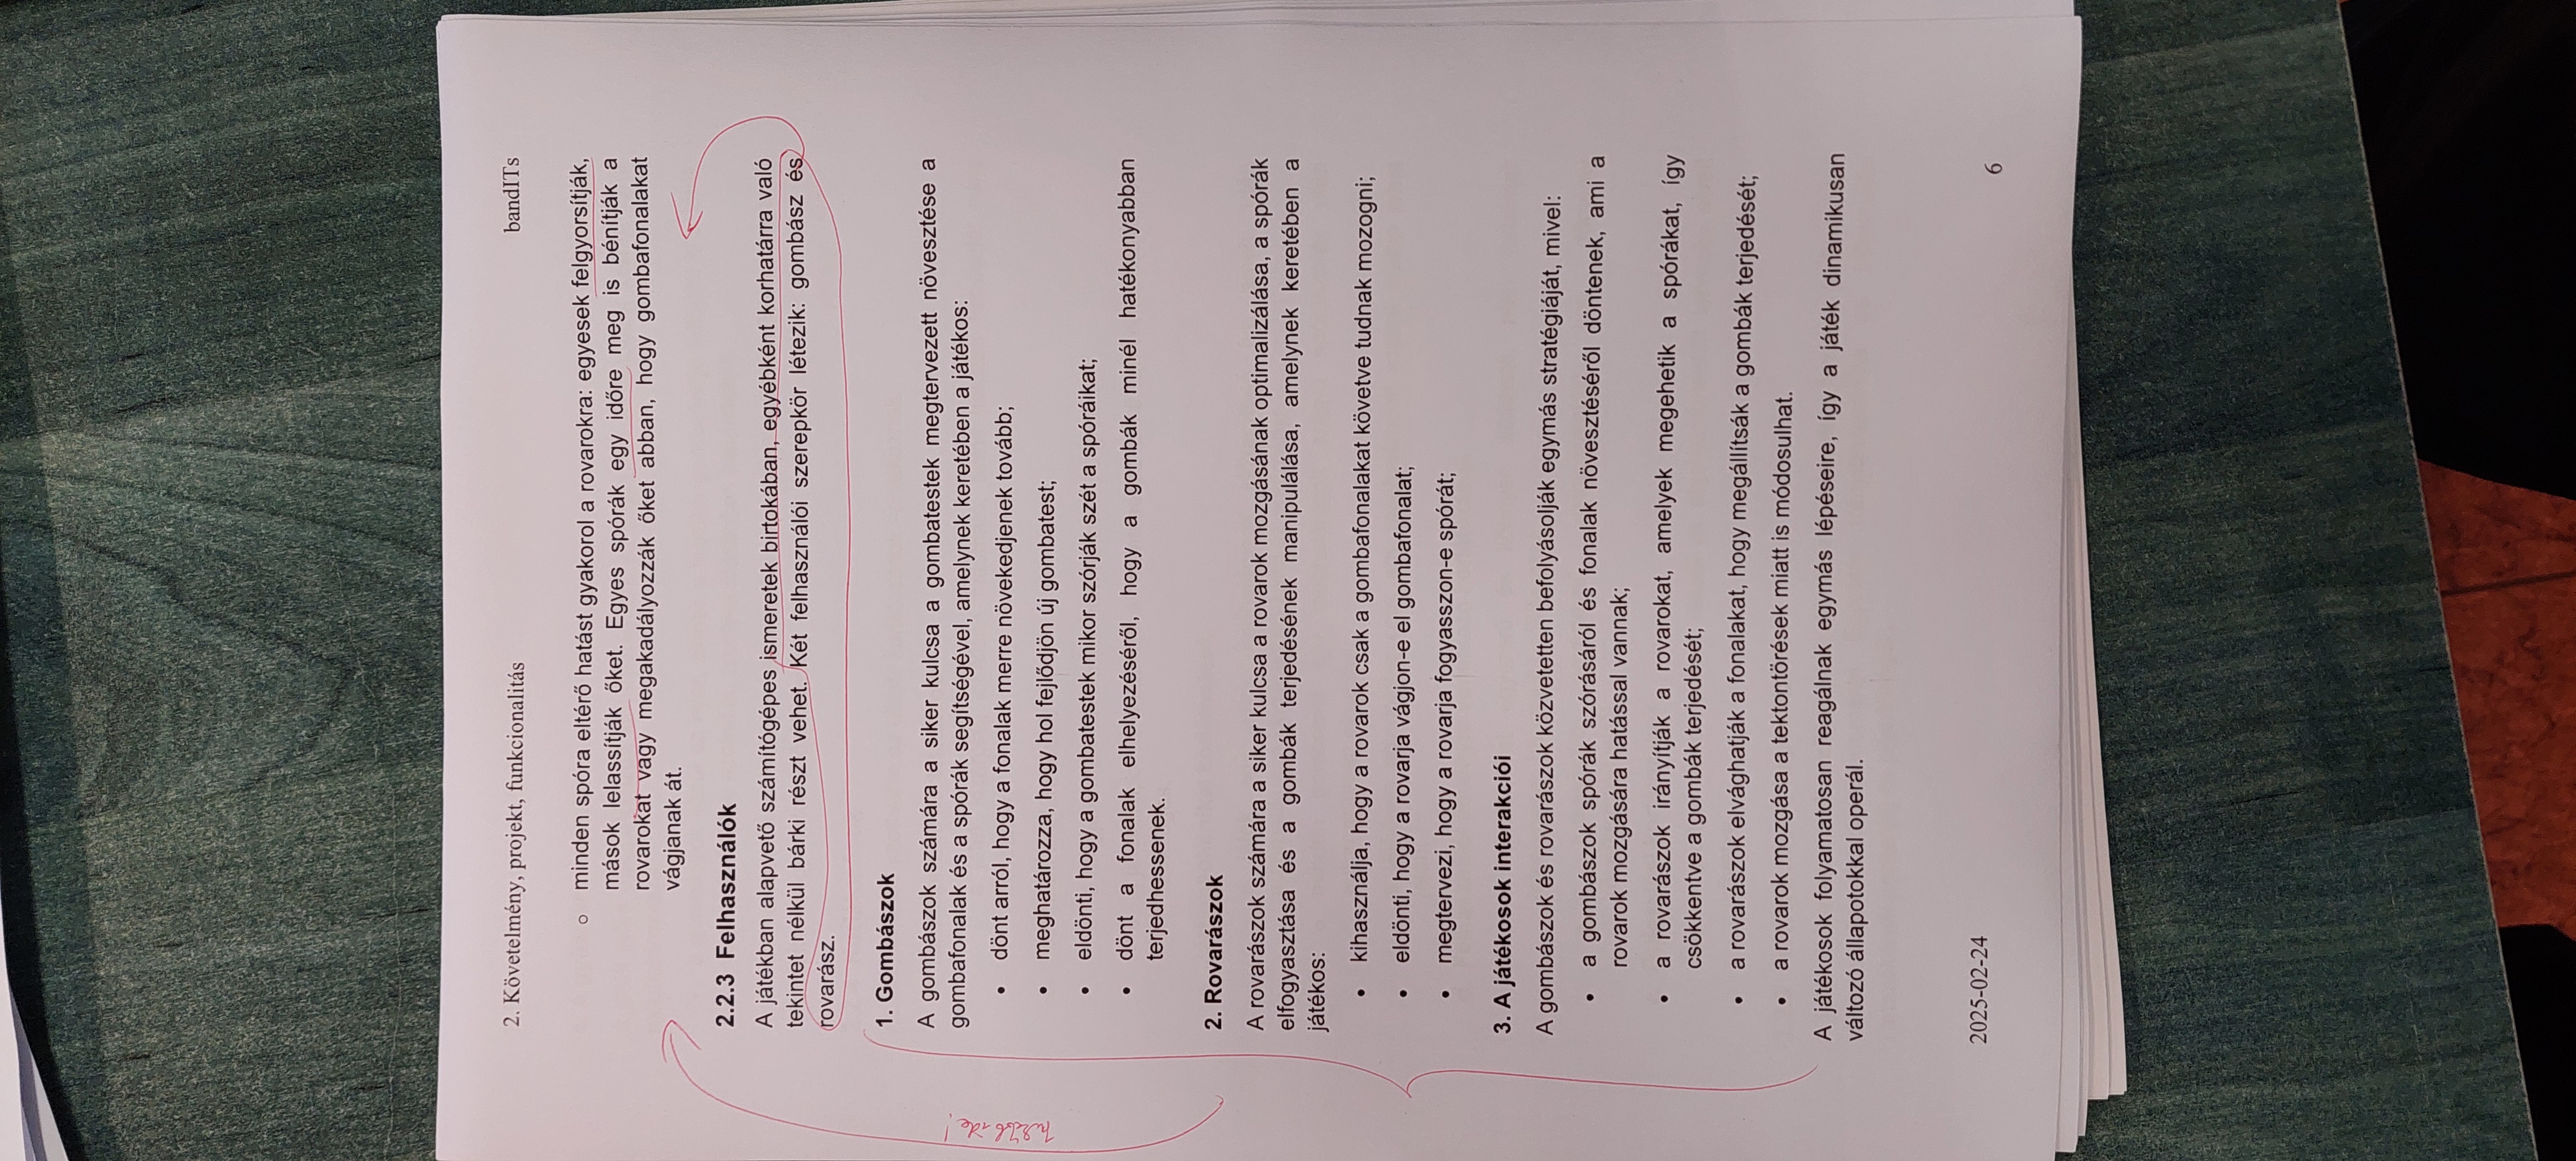 2. Követelmény, projekt, funkcionalitás bandITs
○ minden spóra eltérő hatást gyakorol a rovarokra: egyesek felgyorsítják,
mások lelassítják őket. Egyes spórák egy időre meg is bénítják a
rovarokat vagy megakadályozzák őket abban, hogy gombafonalakat
vágjanak át.
2.2.3 Felhasználók
A játékban alapvető számítógépes ismeretek birtokában, egyébként korhatárra való
tekintet nélkül bárki részt vehet. Két felhasználói szerepkör létezik: gombász és
rovarász.
1. Gombászok
A gombászok számára a siker kulcsa a gombatestek megtervezett növesztése a
gombafonalak és a spórák segítségével, amelynek keretében a játékos:
• dönt arról, hogy a fonalak merre növekedjenek tovább;
• meghatározza, hogy hol fejlődjön új gombatest;
• eldönti, hogy a gombatestek mikor szórják szét a spóráikat;
• dönt a fonalak elhelyezéséről, hogy a gombák minél hatékonyabban
terjedhessenek.
ide!
2. Rovarászok
A rovarászok számára a siker kulcsa a rovarok mozgásának optimalizálása, a spórák
elfogyasztása és a gombák terjedésének manipulálása, amelynek keretében a
játékos:
• kihasználja, hogy a rovarok csak a gombafonalakat követve tudnak mozogni;
• eldönti, hogy a rovarja vágjon-e el gombafonalat;
• megtervezi, hogy a rovarja fogyasszon-e spórát;
3. A játékosok interakciói
A gombászok és rovarászok közvetetten befolyásolják egymás stratégiáját, mivel:
• a gombászok spórák szórásáról és fonalak növesztéséről döntenek, ami a
rovarok mozgására hatással vannak;
• a rovarászok irányítják a rovarokat, amelyek megehetik a spórákat, így
csökkentve a gombák terjedését;
• a rovarászok elvághatják a fonalakat, hogy megállítsák a gombák terjedését;
• a rovarok mozgása a tektontörések miatt is módosulhat.
A játékosok folyamatosan reagálnak egymás lépéseire, így a játék dinamikusan
változó állapotokkal operál.
2025-02-24 6